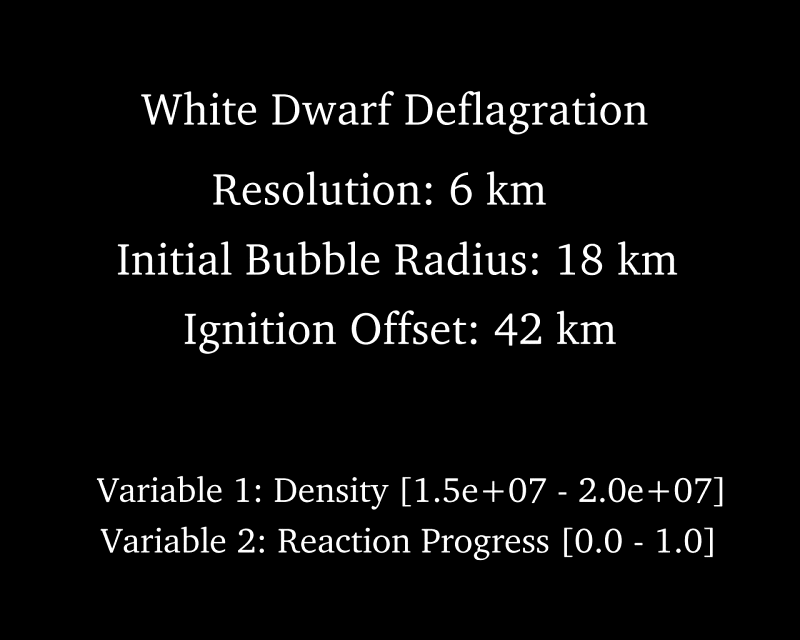 White Dwarf Deflagration
Resolution: 6 km
Initial Bubble Radius: 18 km
Ignition Offset: 42 km
Variable 1: Density [1.5e+07 - 2.0e+07]
Variable 2: Reaction Progress [0.0 - 1.0]